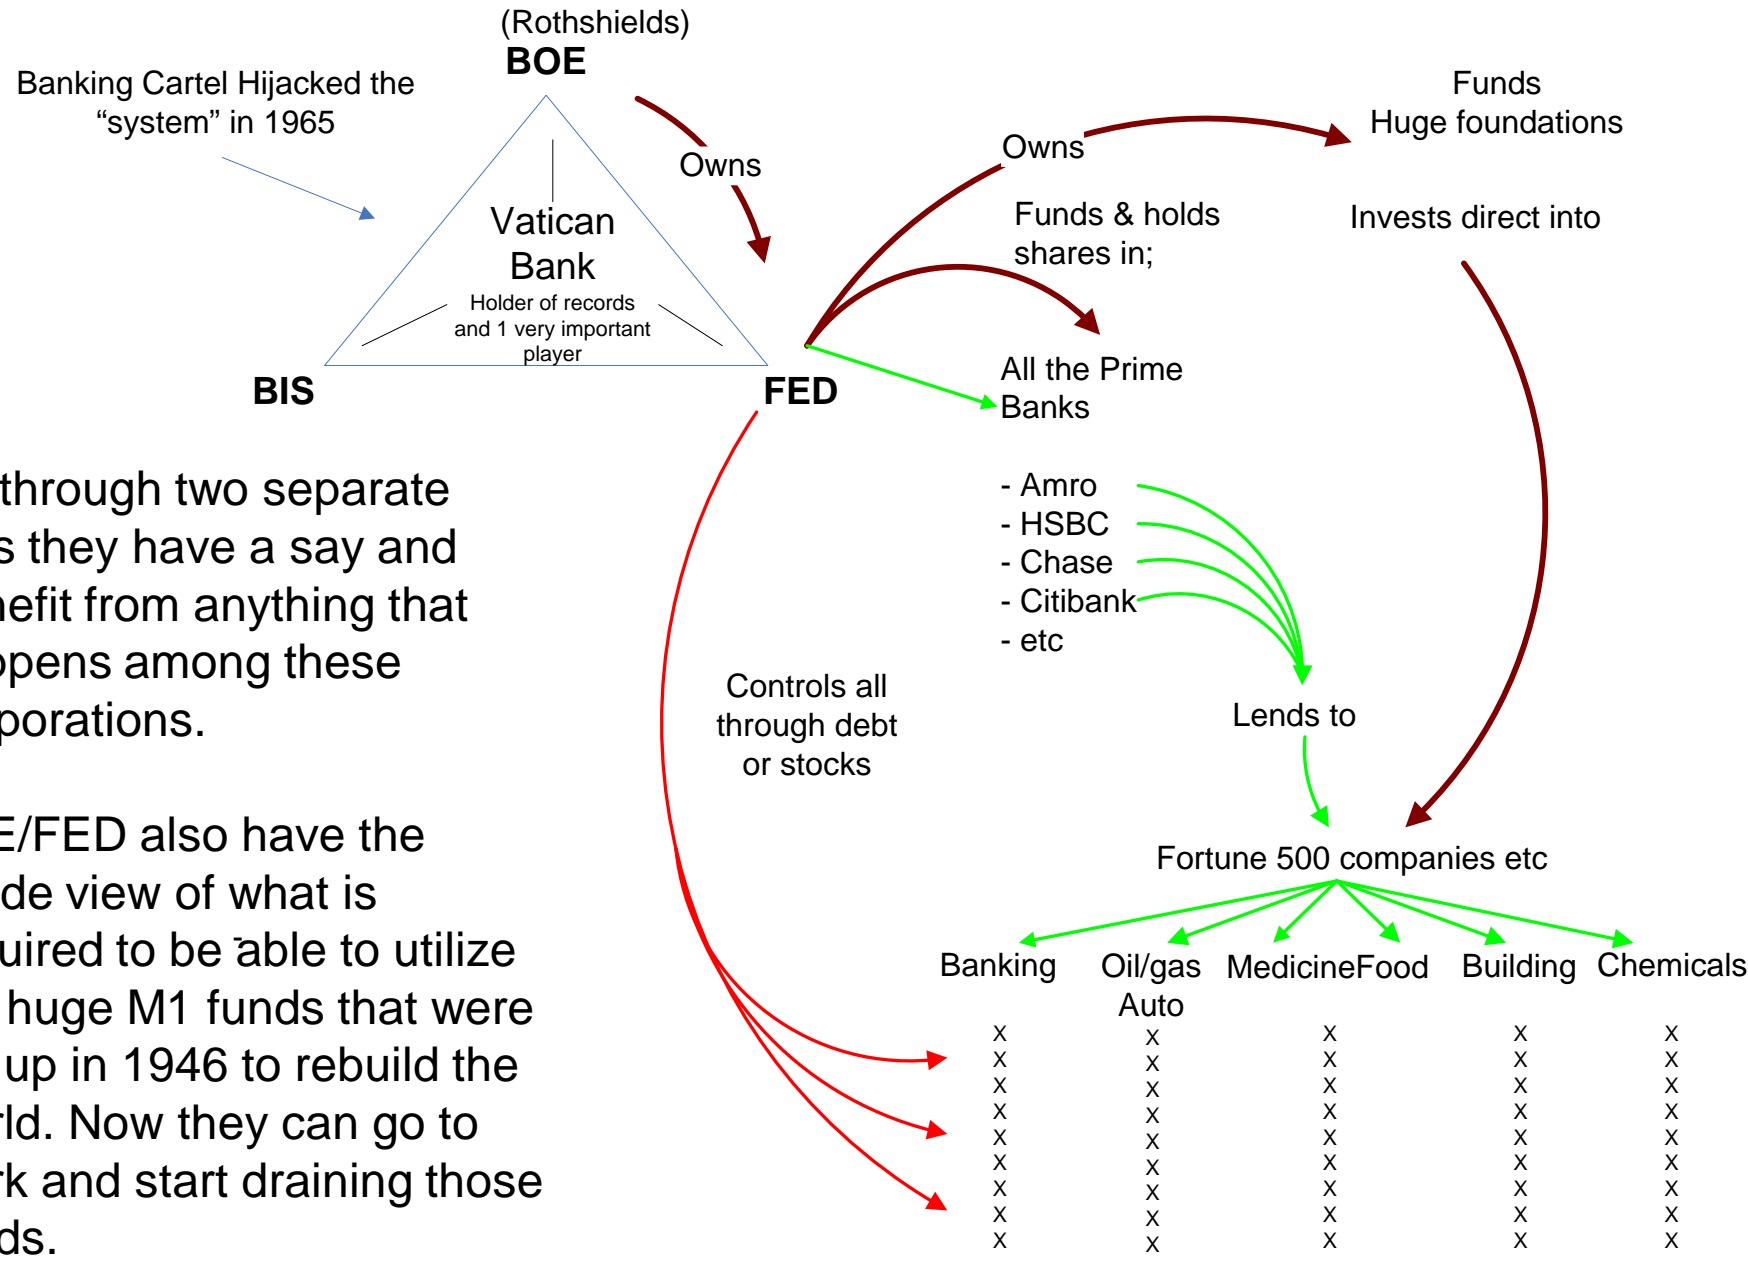 (Rothshields)
BOE
Banking Cartel Hijacked the
“system” in 1965
Owns
Vatican
Bank
Holder of records
and 1 very important
player
BIS
FED
Owns
Funds
Huge foundations
Funds & holds
shares in;
Invests direct into
All the Prime
Banks
- Amro
- HSBC
- Chase
- Citibank
- etc
Lends to
Controls all
through debt
or stocks
through two separate
s they have a say and
nefit from anything that
ppens among these
porations.
E/FED also have the
de view of what is
uired to be able to utilize
huge M1 funds that were
up in 1946 to rebuild the
rld. Now they can go to
rk and start draining those
ds.
-
Fortune 500 companies etc
Banking Oil/gas Medicine Food Building Chemicals
Auto
X X X X X
X X X X X
X X X X X
X X X X X
X X X X X
X X X X X
X X X X X
X X X X X
X X X X X